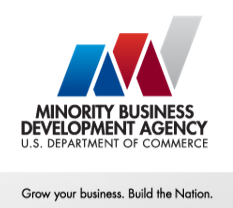 MINORITY BUSINESS
DEVELOPMENT AGENCY
U.S. DEPARTMENT OF COMMERCE
Grow your business. Build the Nation.